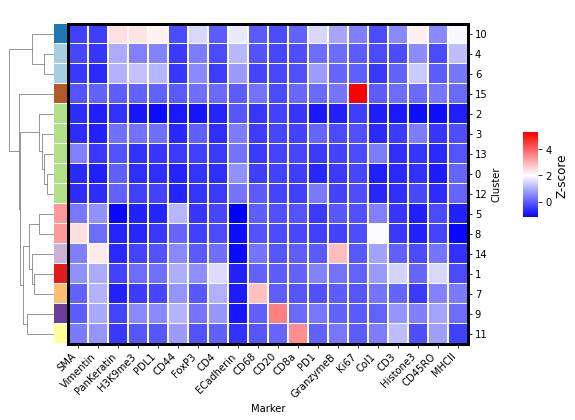 10
4
6
15
2
3
13
0
12
5
8
14
1
7
9
11
Cluster
4
2
0
Z-score
SMA
Vimentin
PanKeratin
H3K9me3
PDL1
CD44
FoxP3
CD4
ECadherin
CD68
CD20
CD8a
PD1
GranzymeB
Ki67
Col1
CD3
Histone3
CD45RO
MHCII
Marker